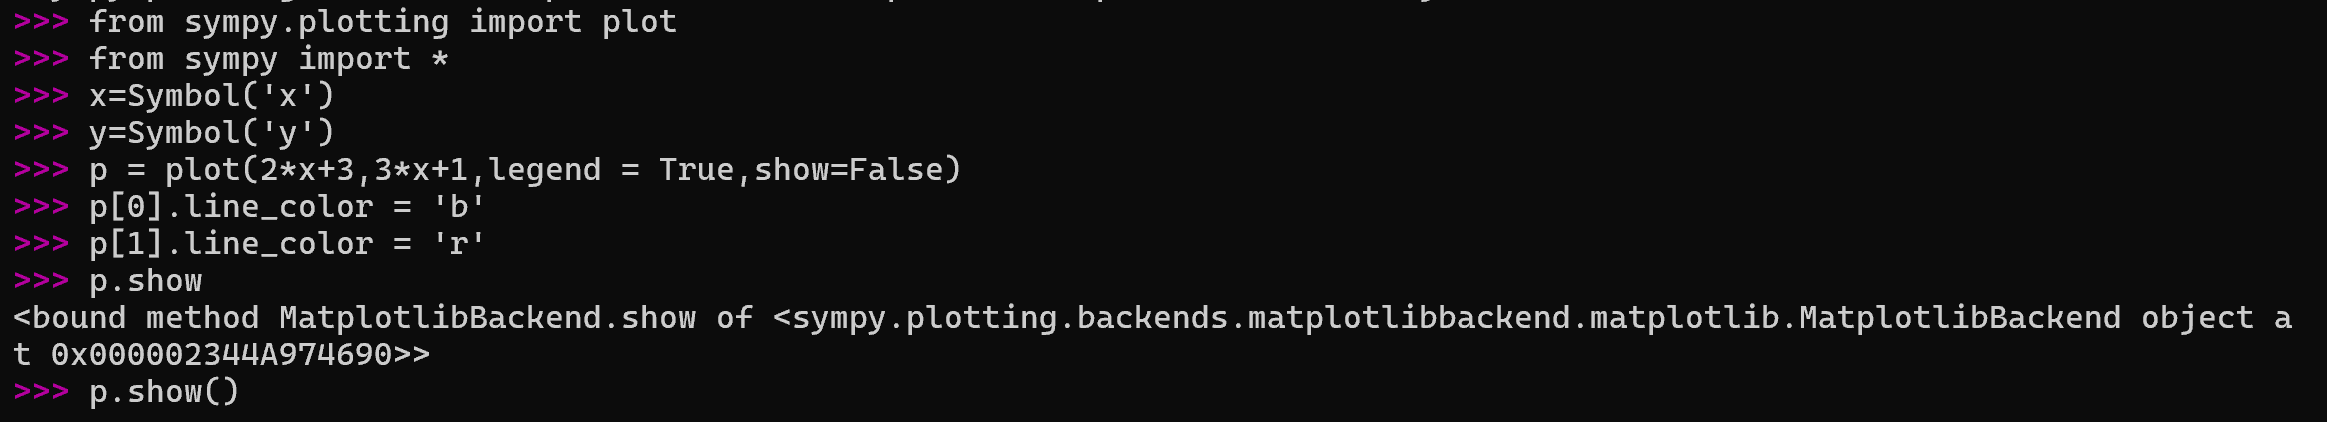 >>> from sympy.plotting import plot
>>> from sympy import *
>>> x=Symbol('x')
>>> y=Symbol('y')
>>> p = plot(2*x+3,3*x+1,legend = True,show=False)
>>> p[0].line_color = 'b'
>>> p[1].line_color = 'r'
>>> p.show
<bound method MatplotlibBackend.show of <sympy.plotting.backends.matplotlibbackend.matplotlib.MatplotlibBackend object a
t 0x000002344A974690>>
>>> p.show()